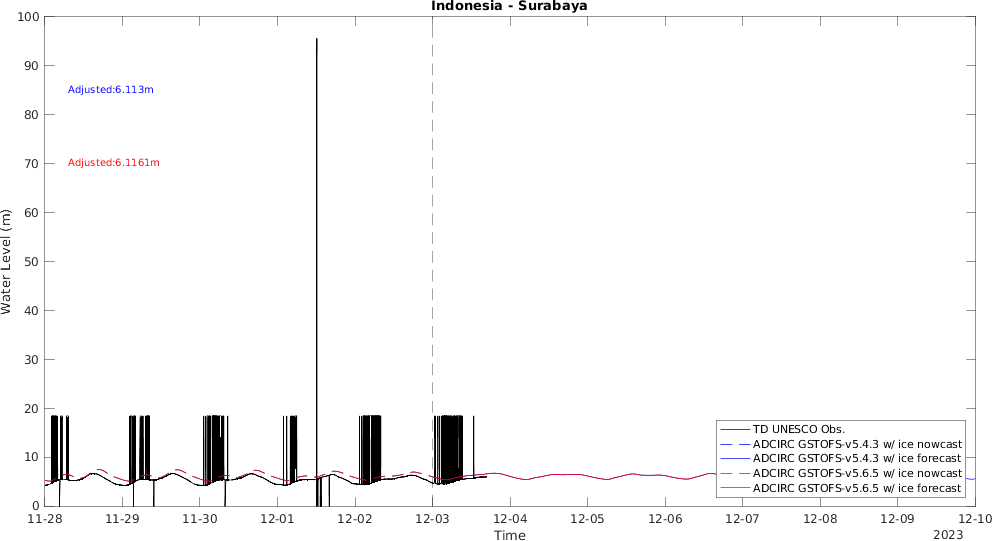 Indonesia - Surabaya
100
90
80
70
60
50
40
30
20
10
0
Water Level (m)
Adjusted:6.113m
Adjusted:6.1161m
TD UNESCO Obs.
ADCIRC GSTOFS-v5.4.3 w/ ice nowcast
ADCIRC GSTOFS-v5.4.3 w/ ice forecast
ADCIRC GSTOFS-v5.6.5 w/ ice nowcast
ADCIRC GSTOFS-v5.6.5 w/ ice forecast
11-28 11-29 11-30 12-01 12-02 12-03 12-04 12-05 12-06 12-07 12-08 12-09 12-10
Time
2023